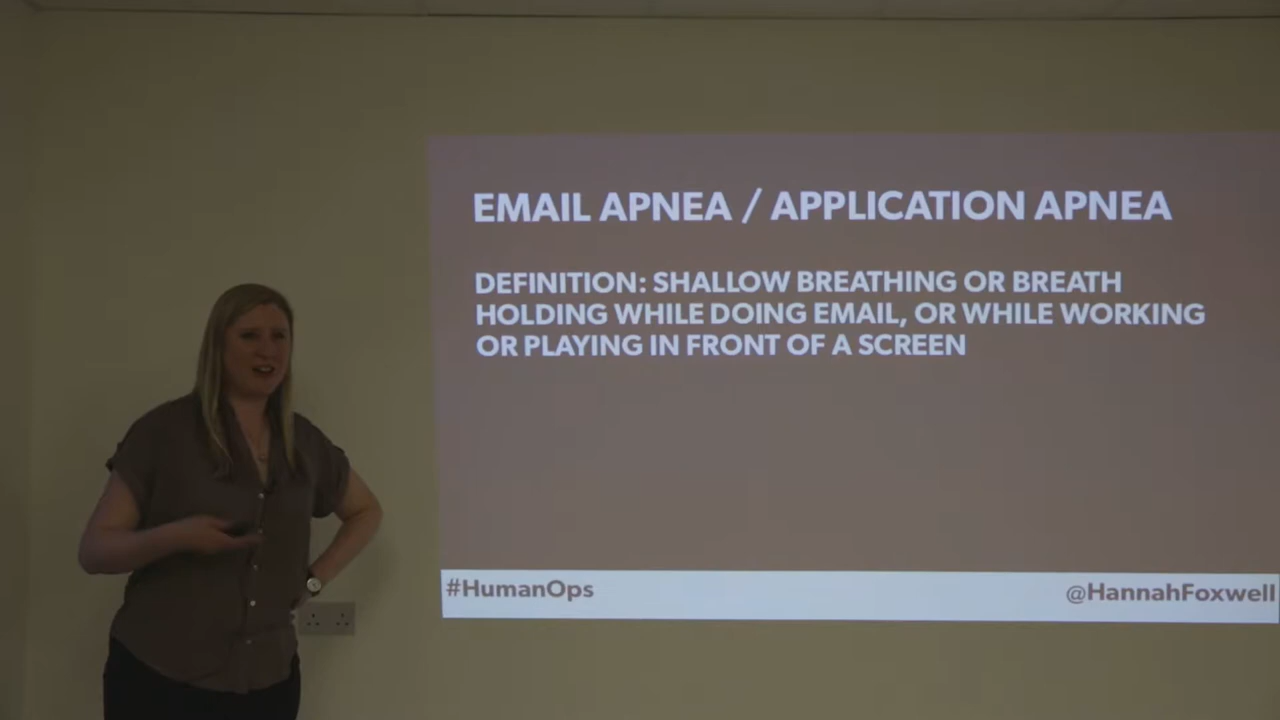 EMAIL APNEA / APPLICATION APNEA
DEFINITION: SHALLOW BREATHING OR BREATH
HOLDING WHILE DOING EMAIL, OR WHILE WORKING
OR PLAYING IN FRONT OF A SCREEN
#HumanOps
@HannahFoxwell